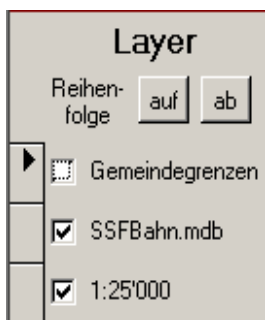 Layer
Reihen-
folge auf ab
Gemeindegrenzen
SSFBahn.mdb
1:25'000